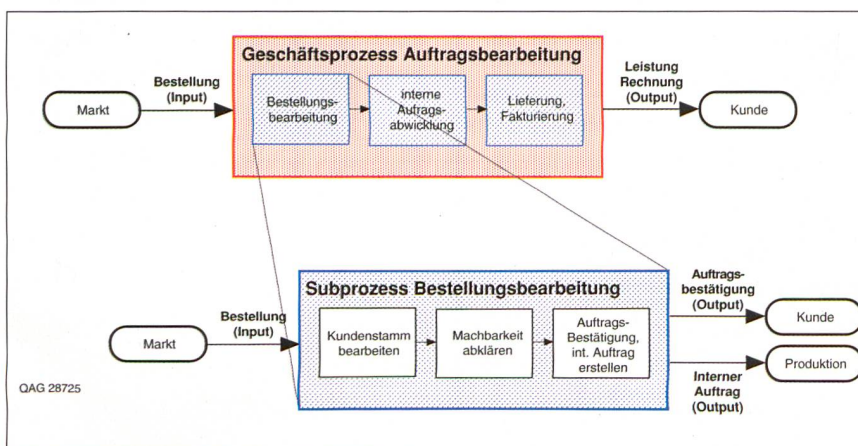 Geschäftsprozess Auftragsbearbeitung
Markt
Bestellung
(Input)
Bestellungs-
bearbeitung
interne
Aufrags-
abwicklung
Lieferung,
Fakturierung
Leistung
Rechnung
(Output)
Kunde
Subprozess Bestellungsbearbeitung
Markt
Bestellung
(Input)
Kundenstamm
bearbeiten
Machbarkeit
abklären
Auftrags-
Bestätigung,
int. Auftrag
erstellen
Auftrags-
bestätigung
(Output)
Kunde
Produktion
Interner
Auftrag
(Output)
QAG 28725